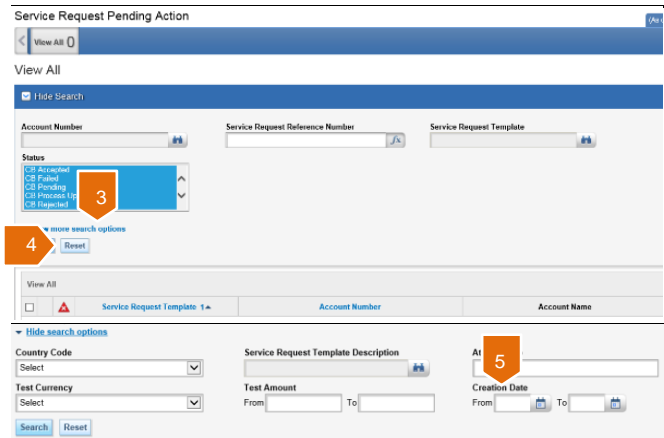 Service Request Pending Action
(As o
View All ()
View All
Hide Search
Account Number Service Request Reference Number Service Request Template
fx
Status
CB Accepted
CB Failed
CB Pending
CB Process Up
CB Rejected
3
more search options
4 Reset
View All
Service Request Template 1 Account Number Account Name
Hide search options
Country Code Service Request Template Description At
Select
5
Test Currency Test Amount Creation Date
Select From To From To
Search Reset